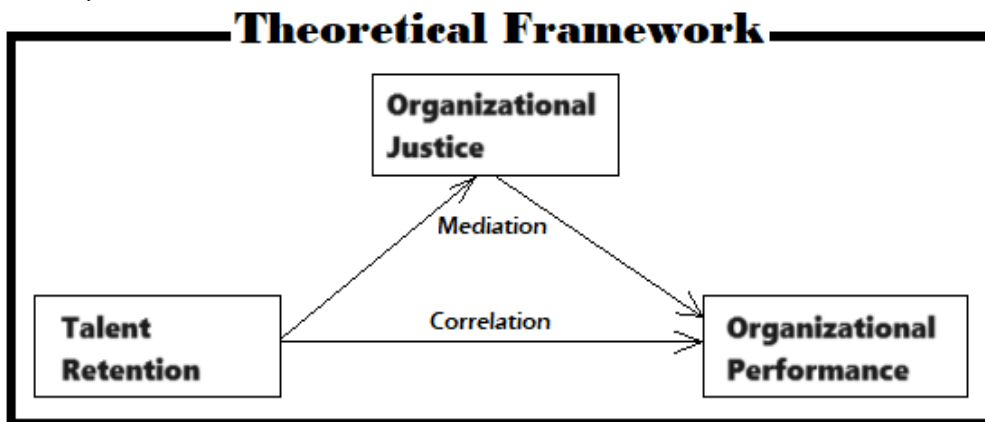 Theoretical Framework
Organizational
Justice
Mediation
Correlation
Talent
Retention
Organizational
Performance